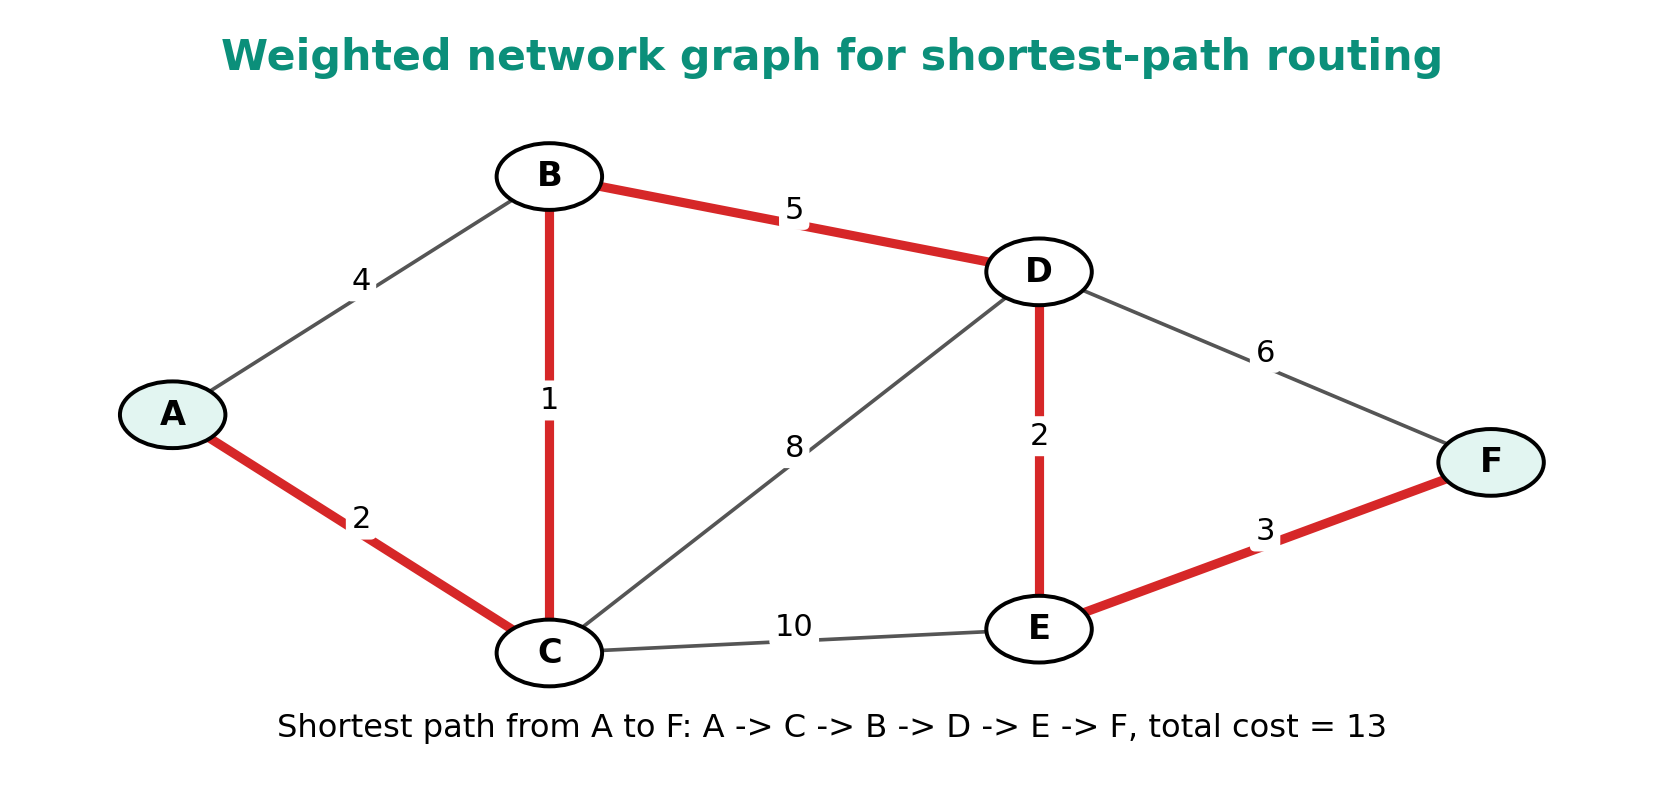 Weighted network graph for shortest-path routing
B
5
D
4
6
1
A
8
2
F
2
3
10
E
C
Shortest path from A to F: A -> C -> B -> D -> E -> F, total cost = 13